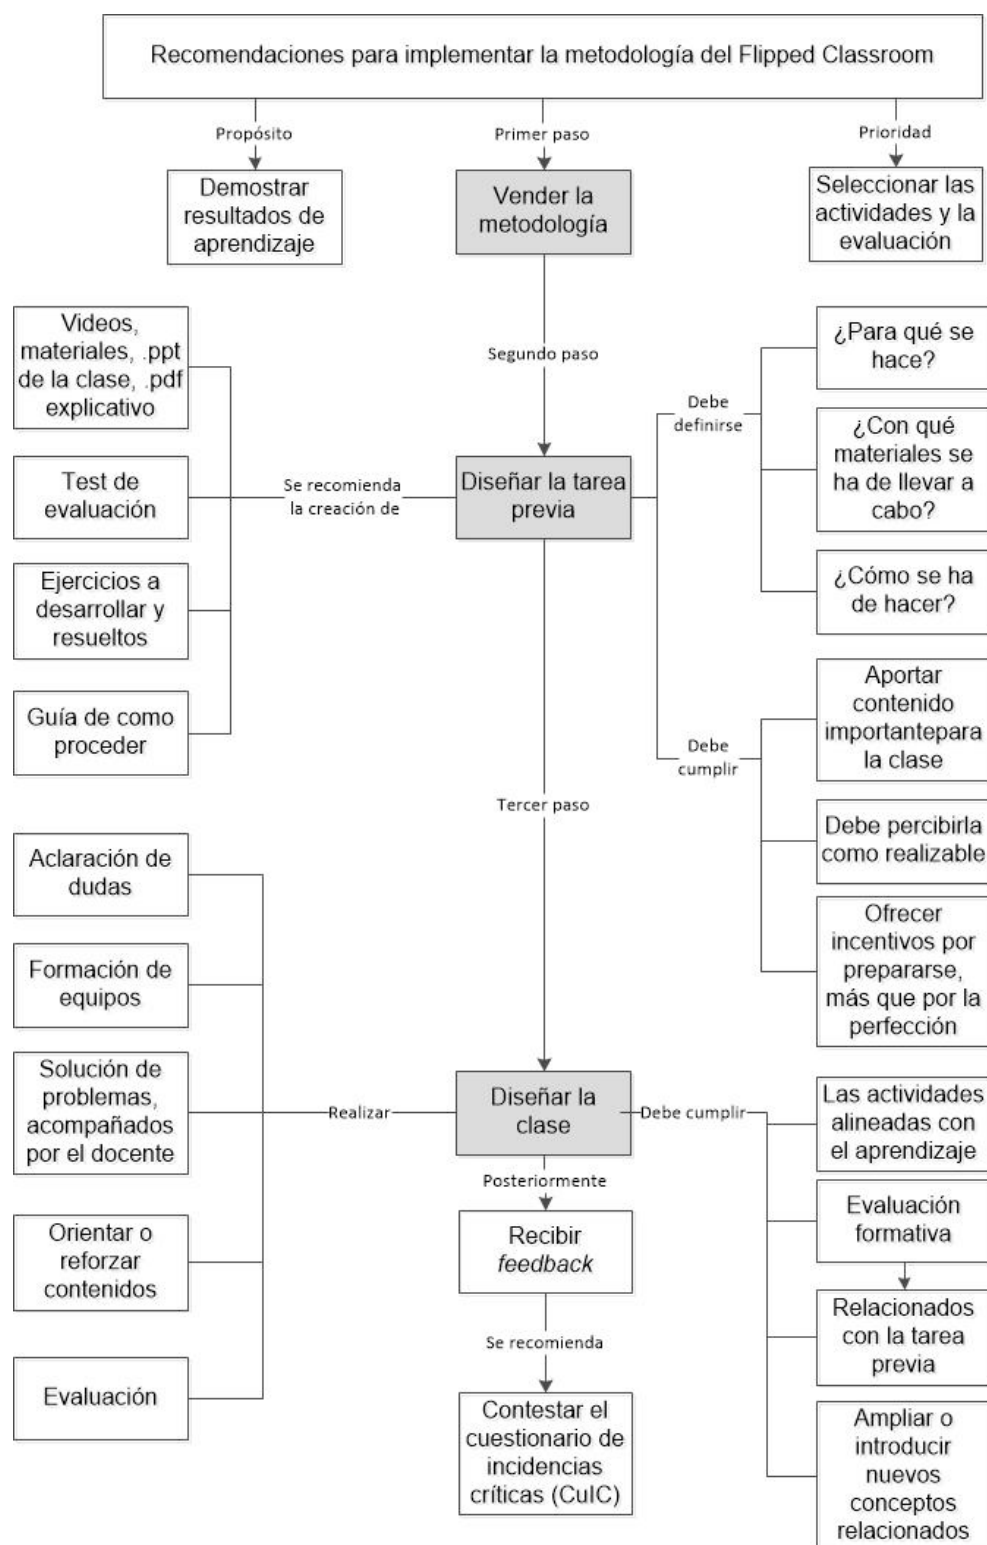 Recomendaciones para implementar la metodología del Flipped Classroom
Propósito
Primer paso
Prioridad
Demostrar
resultados de
aprendizaje
Vender la
metodología
Seleccionar las
actividades y la
evaluación
Segundo paso
Videos,
materiales, .ppt
de la clase, .pdf
explicativo
Test de
evaluación
Ejercicios a
desarrollar y
resueltos
Guía de como
proceder
Se recomienda
la creación de
Diseñar la tarea
previa
Debe
definirse
¿Para qué se
hace?
¿Con qué
materiales se
ha de llevar a
cabo?
¿Cómo se ha
de hacer?
Debe
cumplir
Aportar
contenido
importantepara
la clase
Debe percibirla
como realizable
Ofrecer
incentivos por
prepararse,
más que por la
perfección
Tercer paso
Aclaración de
dudas
Formación de
equipos
Solución de
problemas,
acompañados
por el docente
Orientar o
reforzar
contenidos
Evaluación
Realizar
Diseñar la
clase
Debe cumplir
Las actividades
alineadas con
el aprendizaje
Evaluación
formativa
Relacionados
con la tarea
previa
Ampliar o
introducir
nuevos
conceptos
relacionados
Posteriormente
Recibir
feedback
Se recomienda
Contestar el
cuestionario de
incidencias
críticas (CuIC)